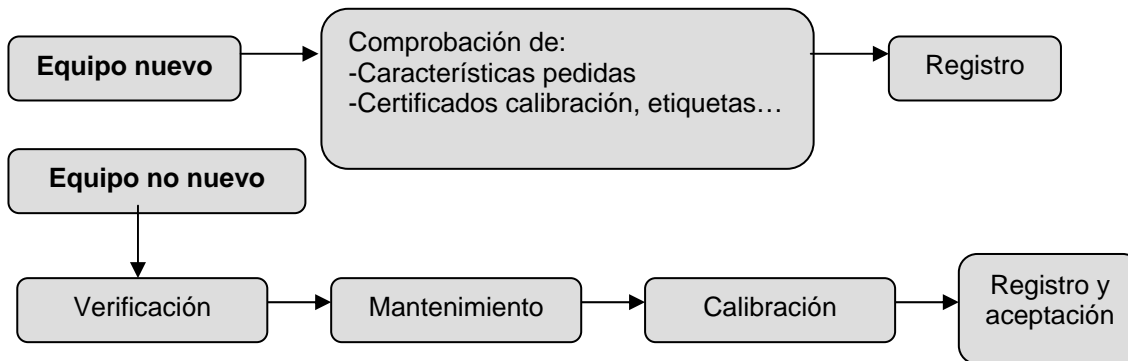 Equipo nuevo
Comprobación de:
-Características pedidas
-Certificados calibración, etiquetas…
Registro
Equipo no nuevo
Verificación
Mantenimiento
Calibración
Registro y
aceptación